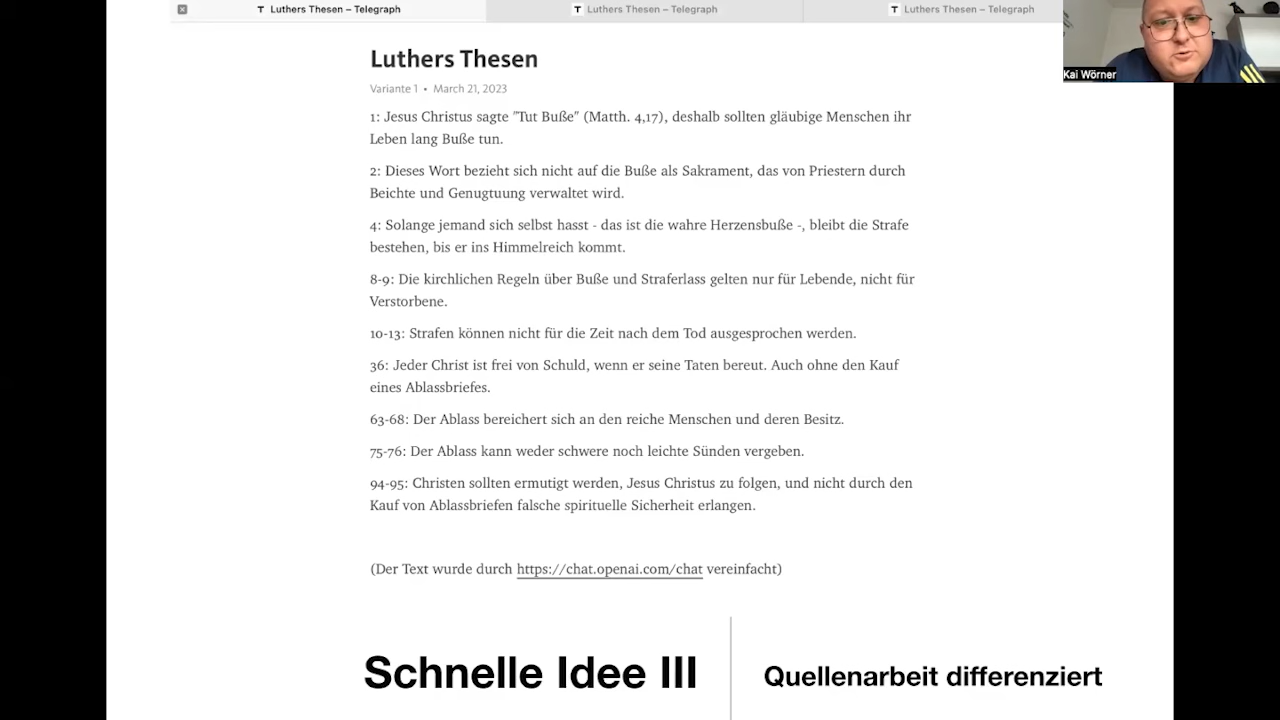 Luthers Thesen – Telegraph
Luthers Thesen – Telegraph
Luthers Thesen – Telegraph
Kai Wörner
Luthers Thesen
Variante 1 • March 21, 2023
1: Jesus Christus sagte "Tut Buße" (Matth. 4,17), deshalb sollten gläubige Menschen ihr
Leben lang Buße tun.
2: Dieses Wort bezieht sich nicht auf die Buße als Sakrament, das von Priestern durch
Beichte und Genugtuung verwaltet wird.
4: Solange jemand sich selbst hasst - das ist die wahre Herzensbuße -, bleibt die Strafe
bestehen, bis er ins Himmelreich kommt.
8-9: Die kirchlichen Regeln über Buße und Straferlass gelten nur für Lebende, nicht für
Verstorbene.
10-13: Strafen können nicht für die Zeit nach dem Tod ausgesprochen werden.
36: Jeder Christ ist frei von Schuld, wenn er seine Taten bereut. Auch ohne den Kauf
eines Ablassbriefes.
63-68: Der Ablass bereichert sich an den reiche Menschen und deren Besitz.
75-76: Der Ablass kann weder schwere noch leichte Sünden vergeben.
94-95: Christen sollten ermutigt werden, Jesus Christus zu folgen, und nicht durch den
Kauf von Ablassbriefen falsche spirituelle Sicherheit erlangen.
(Der Text wurde durch https://chat.openai.com/chat vereinfacht)
Schnelle Idee III
Quellenarbeit differenziert